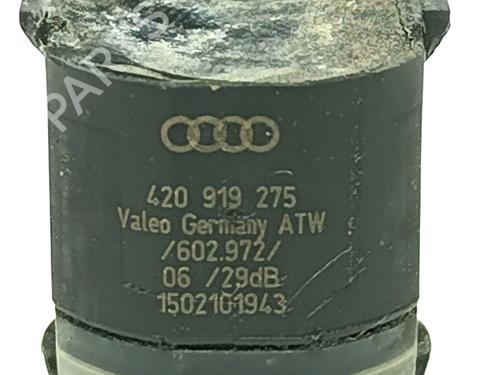 420 919 275
Valeo Germany ATW
/602.972/
06 /29dB
1502101943